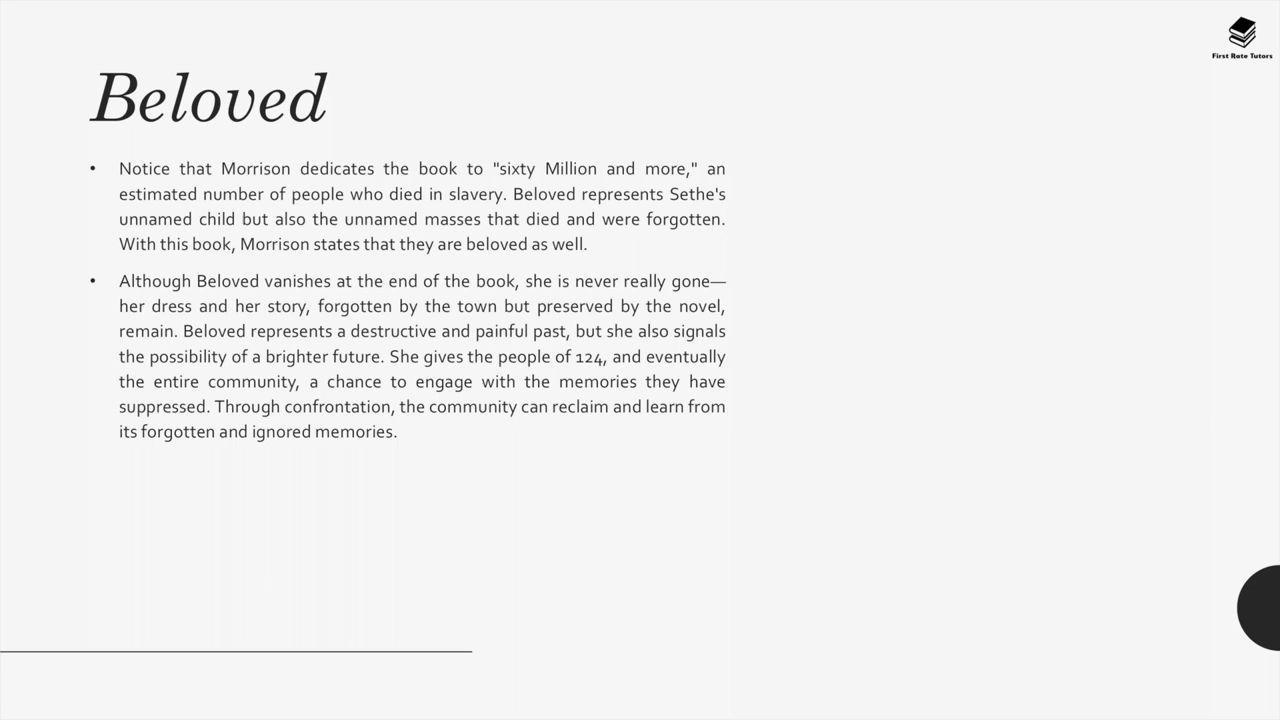 First Rate Tutors
Beloved
• Notice that Morrison dedicates the book to "sixty Million and more," an
estimated number of people who died in slavery. Beloved represents Sethe's
unnamed child but also the unnamed masses that died and were forgotten.
With this book, Morrison states that they are beloved as well.
• Although Beloved vanishes at the end of the book, she is never really gone—
her dress and her story, forgotten by the town but preserved by the novel,
remain. Beloved represents a destructive and painful past, but she also signals
the possibility of a brighter future. She gives the people of 124, and eventually
the entire community, a chance to engage with the memories they have
suppressed. Through confrontation, the community can reclaim and learn from
its forgotten and ignored memories.